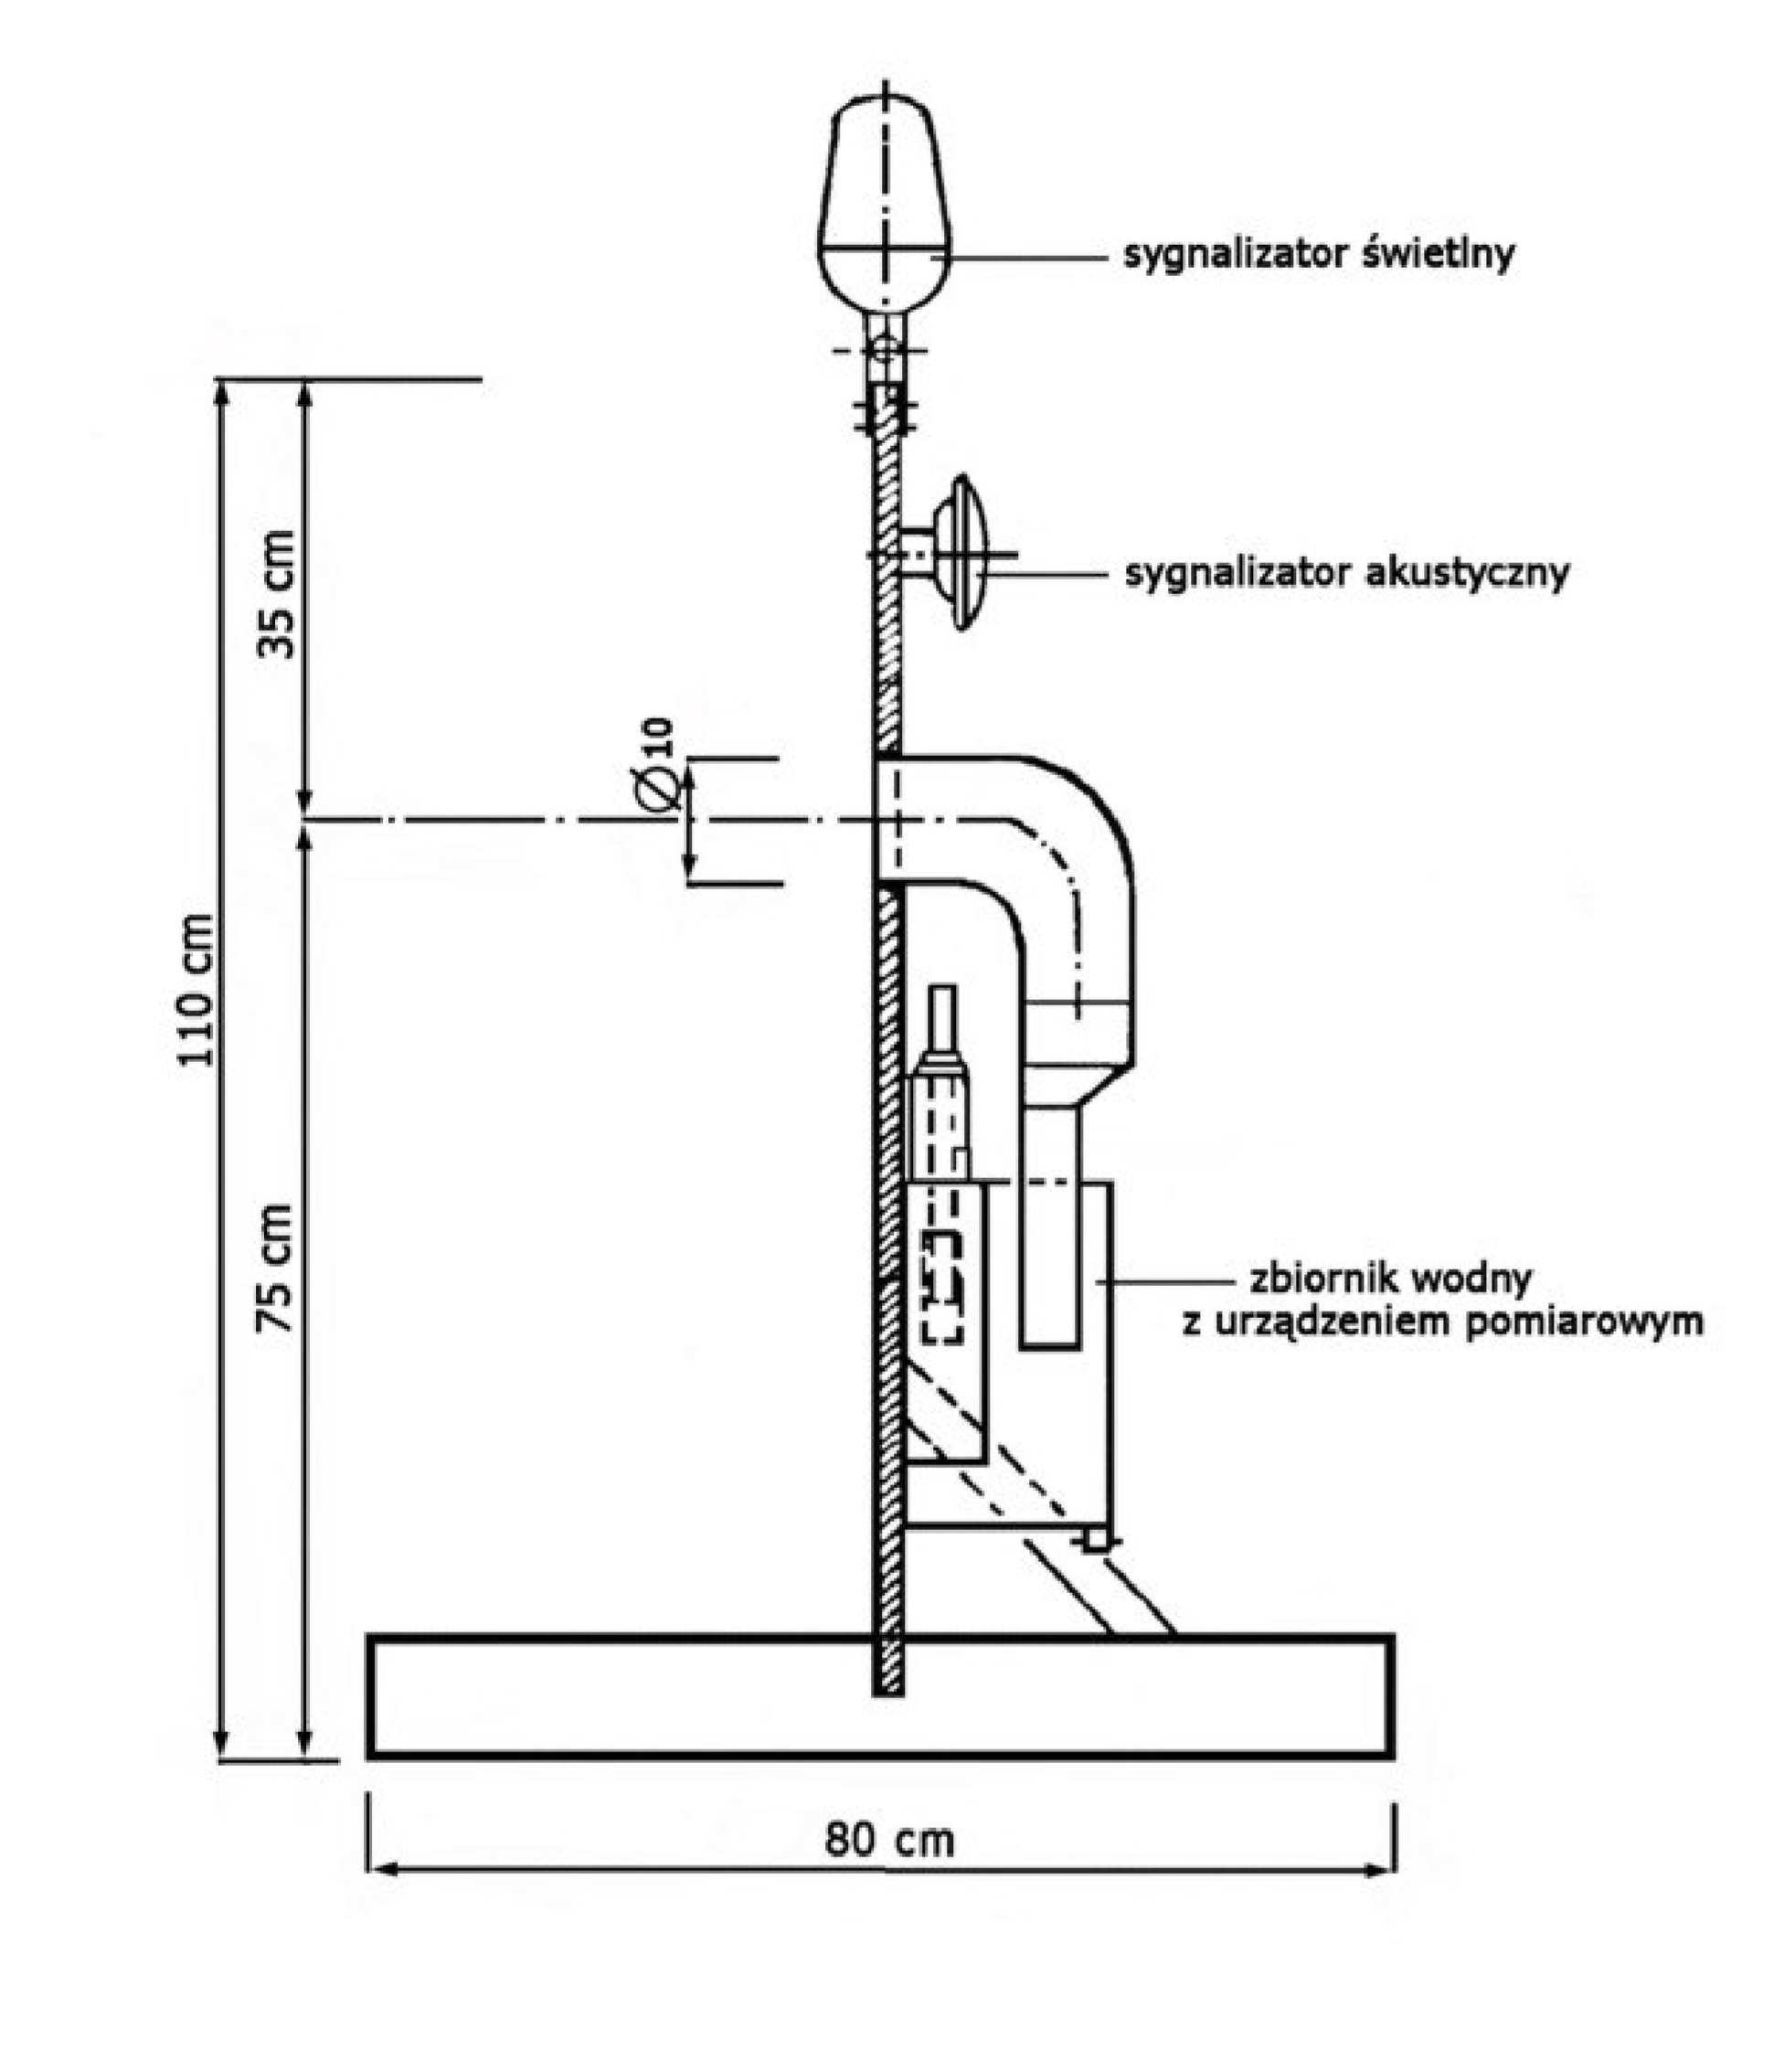 sygnalizator świetlny
35 cm
sygnalizator akustyczny
Ø10
110 cm
75 cm
zbiornik wodny
z urządzeniem pomiarowym
80 cm